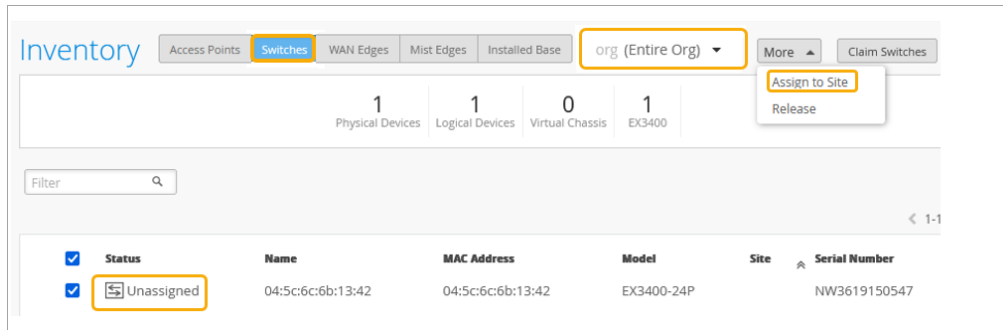 Inventory Access Points Switches WAN Edges Mist Edges Installed Base org (Entire Org) More Claim Switches
Assign to Site
Release
1 1 0 1
Physical Devices Logical Devices Virtual Chassis EX3400
Filter
< 1-1
Status Name MAC Address Model Site Serial Number
Unassigned 04:5c:6c:6b:13:42 04:5c:6c:6b:13:42 EX3400-24P NW3619150547